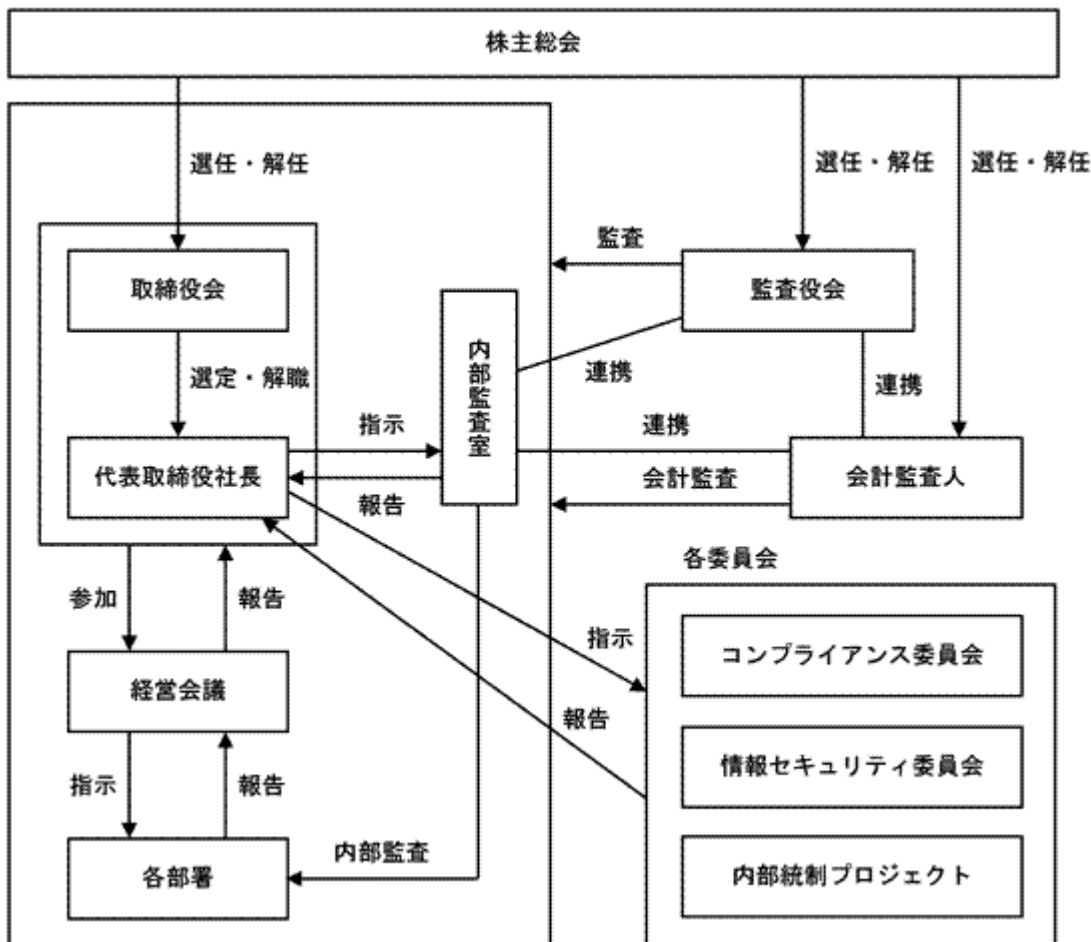 株主総会
選任・解任
選任・解任
選任・解任
監査
取締役会
監査役会
内部監査室
連携
選定・解職
連携
指示
連携
代表取締役社長
会計監査
会計監査人
報告
各委員会
参加
報告
指示
コンプライアンス委員会
経営会議
報告
情報セキュリティ委員会
指示
報告
内部監査
各部署
内部統制プロジェクト